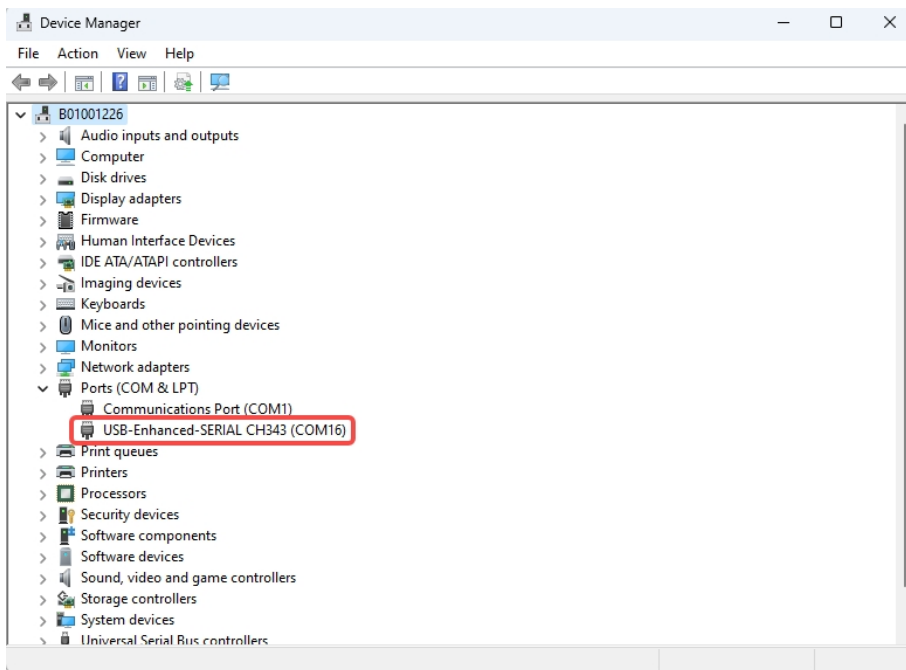 Device Manager
File Action View Help
B01001226
Audio inputs and outputs
Computer
Disk drives
Display adapters
Firmware
Human Interface Devices
IDE ATA/ATAPI controllers
Imaging devices
Keyboards
Mice and other pointing devices
Monitors
Network adapters
Ports (COM & LPT)
Communications Port (COM1)
USB-Enhanced-SERIAL CH343 (COM16)
Print queues
Printers
Processors
Security devices
Software components
Software devices
Sound, video and game controllers
Storage controllers
System devices
Universal Serial Bus controllers